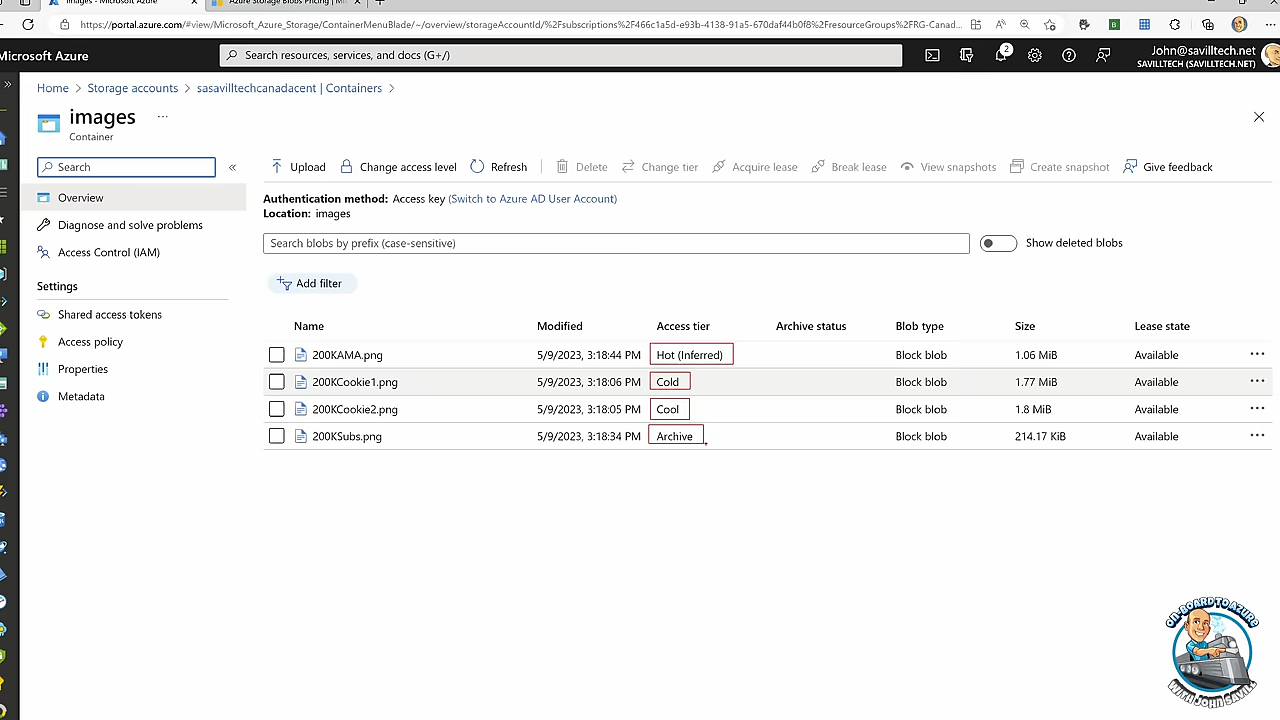 images - Microsoft Azure
Azure Storage Blobs Pricing | Mi
https://portal.azure.com/#view/Microsoft_Azure_Storage/ContainerMenuBlade/~/overview/storageAccountId/%2Fsubscriptions%2F466c1a5d-e93b-4138-91a5-670daf44b0f8%2FresourceGroups%2FRG-Canad...
Microsoft Azure
Search resources, services, and docs (G+/)
2
John@savilltech.net
SAVILLTECH (SAVILLTECH.NET)
Home > Storage accounts > sasavilltechcanadacent | Containers >
images ...
Container
Search
Upload Change access level Refresh Delete Change tier Acquire lease Break lease View snapshots Create snapshot Give feedback
Overview
Diagnose and solve problems
Access Control (IAM)
Settings
Shared access tokens
Access policy
Properties
Metadata
Authentication method: Access key (Switch to Azure AD User Account)
Location: images
Search blobs by prefix (case-sensitive)
Show deleted blobs
Add filter
Name Modified Access tier Archive status Blob type Size Lease state
200KAMA.png 5/9/2023, 3:18:44 PM Hot (Inferred) Block blob 1.06 MiB Available ...
200KCookie1.png 5/9/2023, 3:18:06 PM Cold Block blob 1.77 MiB Available ...
200KCookie2.png 5/9/2023, 3:18:05 PM Cool Block blob 1.8 MiB Available ...
200KSubs.png 5/9/2023, 3:18:34 PM Archive Block blob 214.17 KiB Available ...
ON-BOARD TO AZURE
WITH JOHN SAVILL